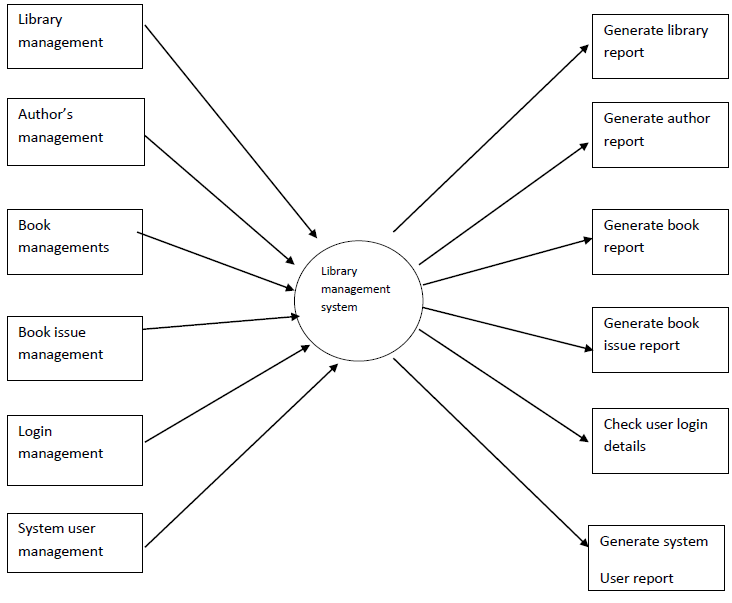 Library
management
Author's
management
Book
managements
Book issue
management
Login
management
System user
management
Library
management
system
Generate library
report
Generate author
report
Generate book
report
Generate book
issue report
Check user login
details
Generate system
User report